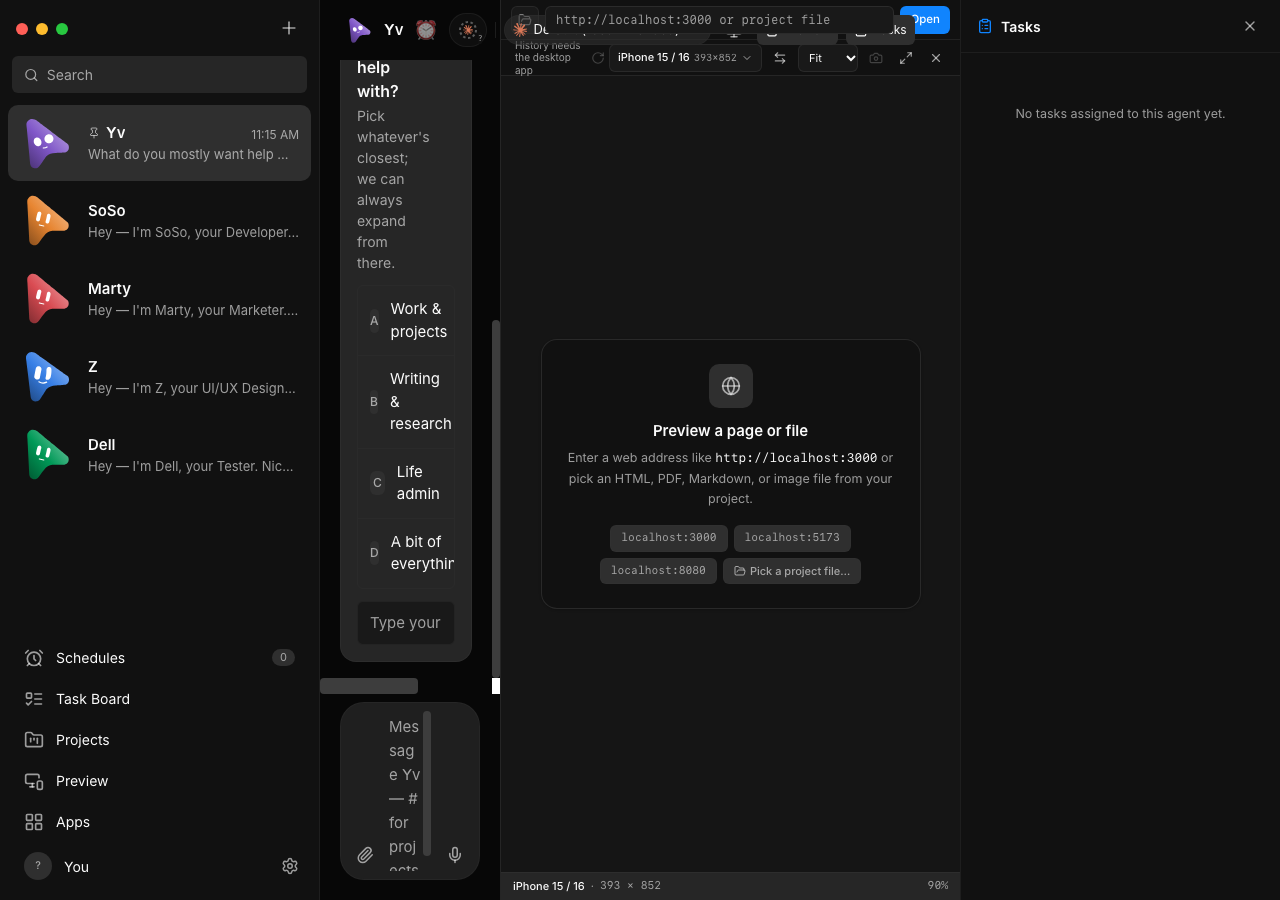 Search
Yv
11:15 AM
What do you mostly want help ...
SoSo
Hey — I'm SoSo, your Developer...
Marty
Hey — I'm Marty, your Marketer....
Z
Hey — I'm Z, your UI/UX Design...
Dell
Hey — I'm Dell, your Tester. Nic...
Schedules
0
Task Board
Projects
Preview
Apps
?
You
Yv
?
help
with?
Pick
whatever's
closest;
we can
always
expand
from
there.
A
Work &
projects
B
Writing
&
research
C
Life
admin
D
A bit of
everythin
Type your
Mes
sag
e Yv
— #
for
proj
ects
http://localhost:3000 or project file
Open
History needs
the desktop
app
iPhone 15 / 16 393×852
Fit
Preview a page or file
Enter a web address like http://localhost:3000 or
pick an HTML, PDF, Markdown, or image file from your
project.
localhost:3000
localhost:5173
localhost:8080
Pick a project file...
iPhone 15 / 16 · 393 × 852
90%
Tasks
No tasks assigned to this agent yet.